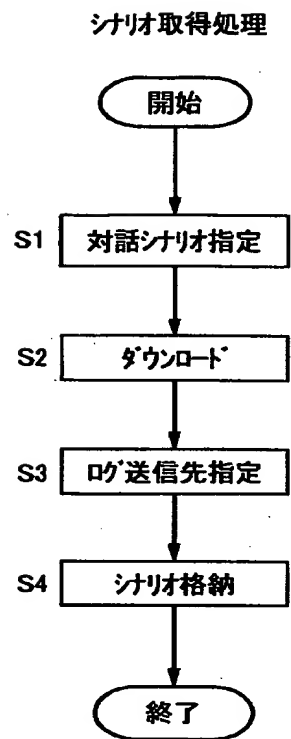 シナリオ取得処理
開始
S1 対話シナリオ指定
S2 ダウンロード
S3 ログ送信先指定
S4 シナリオ格納
終了